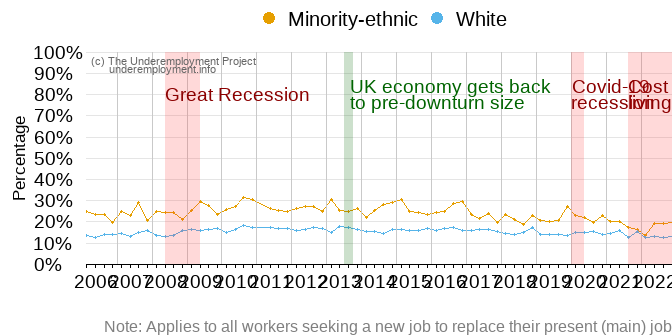 Minority-ethnic White
100%
90%
80%
70%
60%
50%
40%
30%
20%
10%
0%
Percentage
(c) The Underemployment Project
underemployment.info
Great Recession
UK economy gets back
to pre-downturn size
Covid-19
recession
Cost
living
2006 2007 2008 2009 2010 2011 2012 2013 2014 2015 2016 2017 2018 2019 2020 2021 2022
Note: Applies to all workers seeking a new job to replace their present (main) job